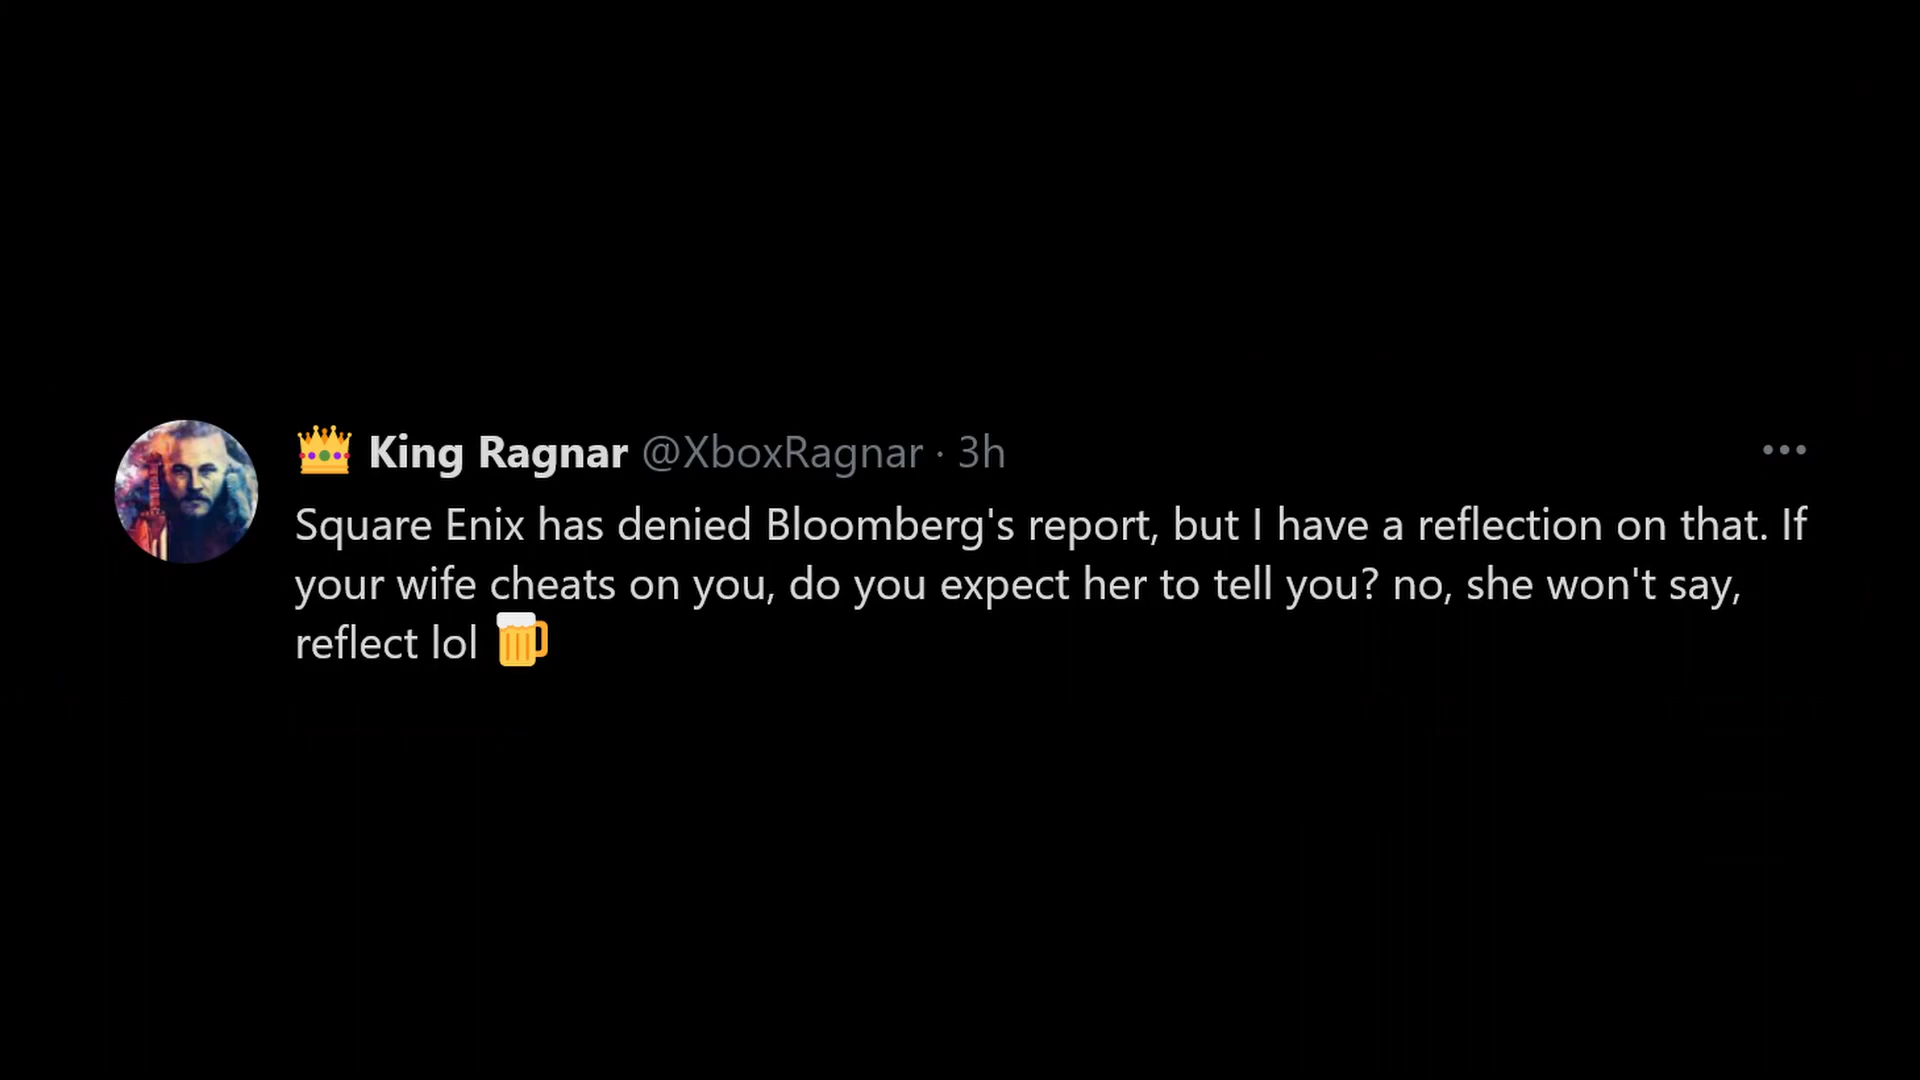 👑 King Ragnar @XboxRagnar · 3h
Square Enix has denied Bloomberg's report, but I have a reflection on that. If
your wife cheats on you, do you expect her to tell you? no, she won't say,
reflect lol 🍺